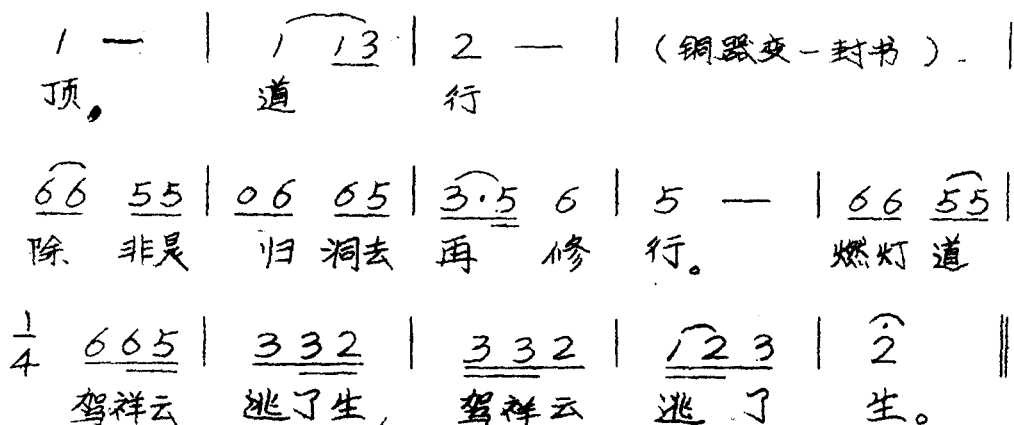 1 — | 1 13 | 2 — | (铜器变一封书). |
顶， 道 行
66 55 | 06 65 | 3·5 6 | 5 — | 66 55 |
除 非是 归 洞去 再 修 行。 燃灯 道
1/4 665 | 332 | 332 | 123 | 2 ‖
驾祥云 逃了生， 驾祥云 逃 了 生。